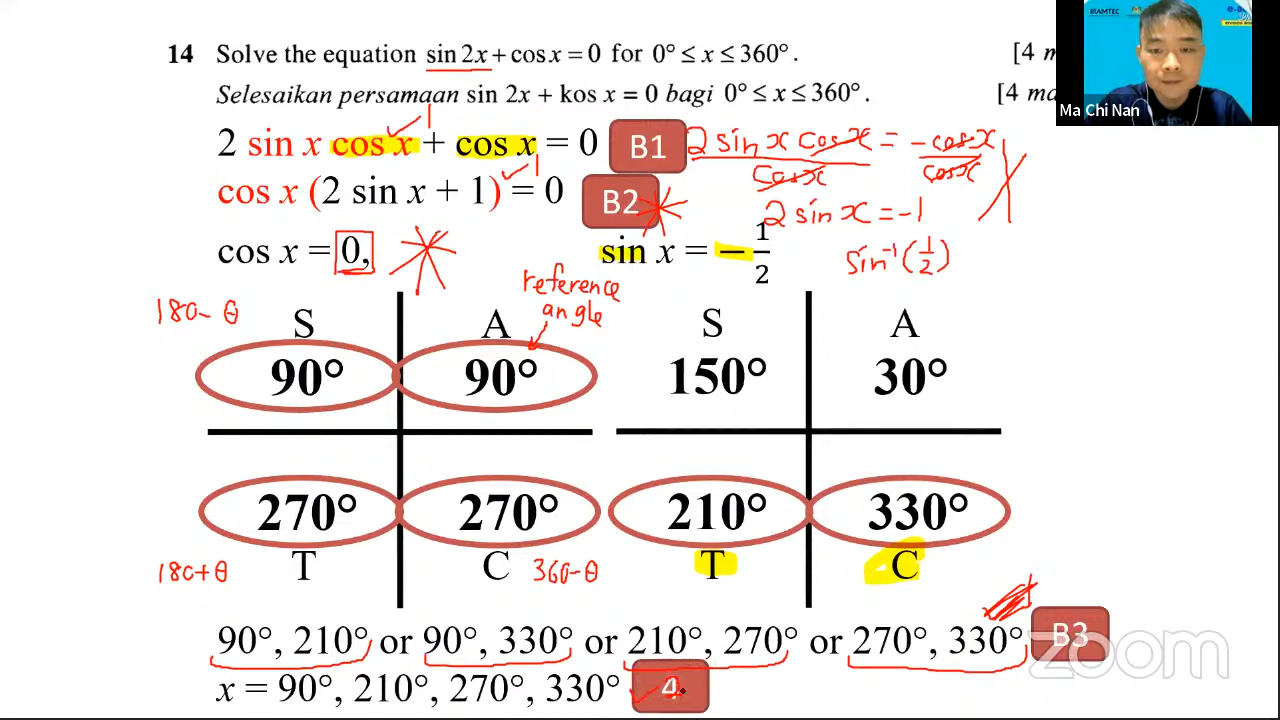 RIAMTEC
Ma Chi Nan
14 Solve the equation sin 2x + cos x = 0 for 0° ≤ x ≤ 360°. [4 m
Selesaikan persamaan sin 2x + kos x = 0 bagi 0° ≤ x ≤ 360°. [4 ma
2 sin x cos x + cos x = 0 B1 2 sin x cos x = - cos x
1
cos x cos x
cos x (2 sin x + 1) = 0 B2
1
2 sin x = -1
cos x = 0, sin x = − 1/2 sin⁻¹(1/2)
reference
angle
180 - θ S A S A
90° 90° 150° 30°
270° 270° 210° 330°
180 + θ T C 360 - θ T C
90°, 210° or 90°, 330° or 210°, 270° or 270°, 330° B3
x = 90°, 210°, 270°, 330° 4
zoom